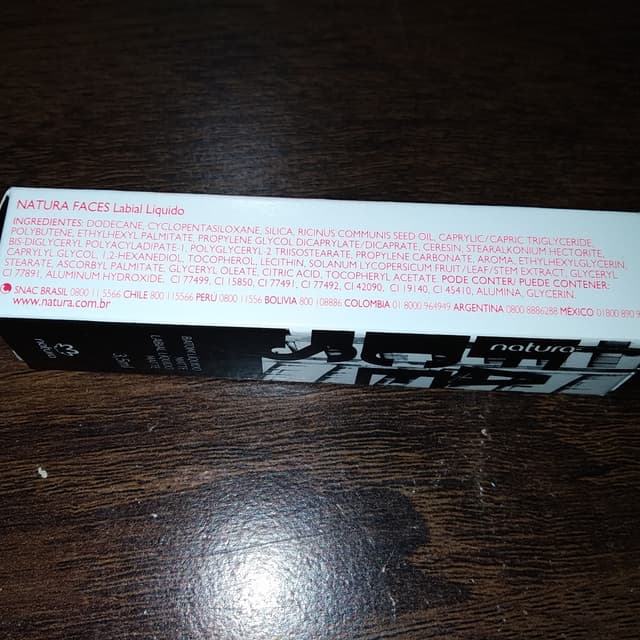 NATURA FACES Labial Líquido
INGREDIENTES: DODECANE, CYCLOPENTASILOXANE, SILICA, RICINUS COMMUNIS SEED OIL, CAPRYLIC/CAPRIC TRIGLYCERIDE,
POLYBUTENE, ETHYLHEXYL PALMITATE, PROPYLENE GLYCOL DICAPRYLATE/DICAPRATE, CERESIN, STEARALKONIUM HECTORITE,
BIS-DIGLYCERYL POLYACYLADIPATE-1, POLYGLYCERYL-2 TRIISOSTEARATE, PROPYLENE CARBONATE, AROMA, ETHYLHEXYLGLYCERIN,
CAPRYLYL GLYCOL, 1,2-HEXANEDIOL, TOCOPHEROL, LECITHIN, SOLANUM LYCOPERSICUM FRUIT/LEAF/STEM EXTRACT, GLYCERYL
STEARATE, ASCORBYL PALMITATE, GLYCERYL OLEATE, CITRIC ACID, TOCOPHERYL ACETATE. PODE CONTER/ PUEDE CONTENER:
CI 77891, ALUMINUM HYDROXIDE, CI 77499, CI 15850, CI 77491, CI 77492, CI 42090, CI 19140, CI 45410, ALUMINA, GLYCERIN.
SNAC BRASIL 0800 11 5566 CHILE 800 115566 PERU 0800 11556 BOLIVIA 800 108886 COLOMBIA 01 8000 964949 ARGENTINA 0800 8886288 MEXICO 01800 890 9
www.natura.com.br
natura